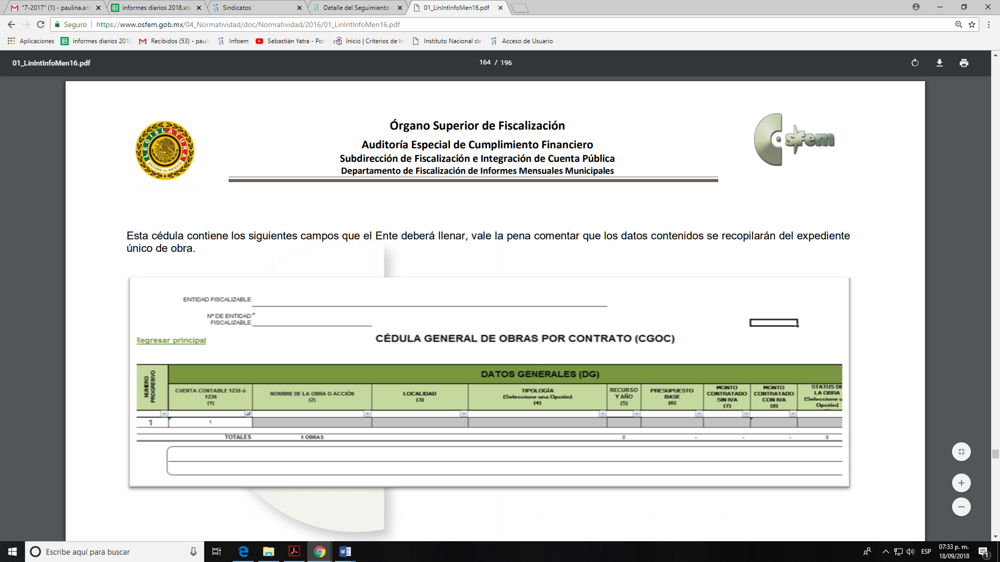 "7-2017" (1) - paulina.arri
informes diarios 2018.xlsx
Sindicatos
Detalle del Seguimiento
01_LinIntInfoMen16.pdf
Seguro
https://www.osfem.gob.mx/04_Normatividad/doc/Normatividad/2016/01_LinIntInfoMen16.pdf
Aplicaciones
informes diarios 2018
Recibidos (53) - pauli
Infoem
Sebastián Yatra - Por
Inicio | Criterios de In
Instituto Nacional de
Acceso de Usuario
01_LinIntInfoMen16.pdf
164 / 196
LEGISLATURA
ESTADO DE MEXICO
Órgano Superior de Fiscalización
Auditoría Especial de Cumplimiento Financiero
Subdirección de Fiscalización e Integración de Cuenta Pública
Departamento de Fiscalización de Informes Mensuales Municipales
osfem
Esta cédula contiene los siguientes campos que el Ente deberá llenar, vale la pena comentar que los datos contenidos se recopilarán del expediente
único de obra.
ENTIDAD FISCALIZABLE
Nº DE ENTIDAD
FISCALIZABLE
Regresar principal
CÉDULA GENERAL DE OBRAS POR CONTRATO (CGOC)
NUMERO PROGRESIVO
DATOS GENERALES (DG)
CUENTA CONTABLE 1235 ó 1236 (1)
NOMBRE DE LA OBRA O ACCIÓN (2)
LOCALIDAD (3)
TIPOLOGÍA (Seleccione una Opción) (4)
RECURSO Y AÑO (5)
PRESUPUESTO BASE (6)
MONTO CONTRATADO SIN IVA (7)
MONTO CONTRATADO CON IVA (8)
STATUS DE LA OBRA (Seleccione u Opción)
1 1 -
TOTALES 1 OBRAS 0 - - - 0
Escribe aquí para buscar
ESP
07:33 p. m.
18/09/2018
1